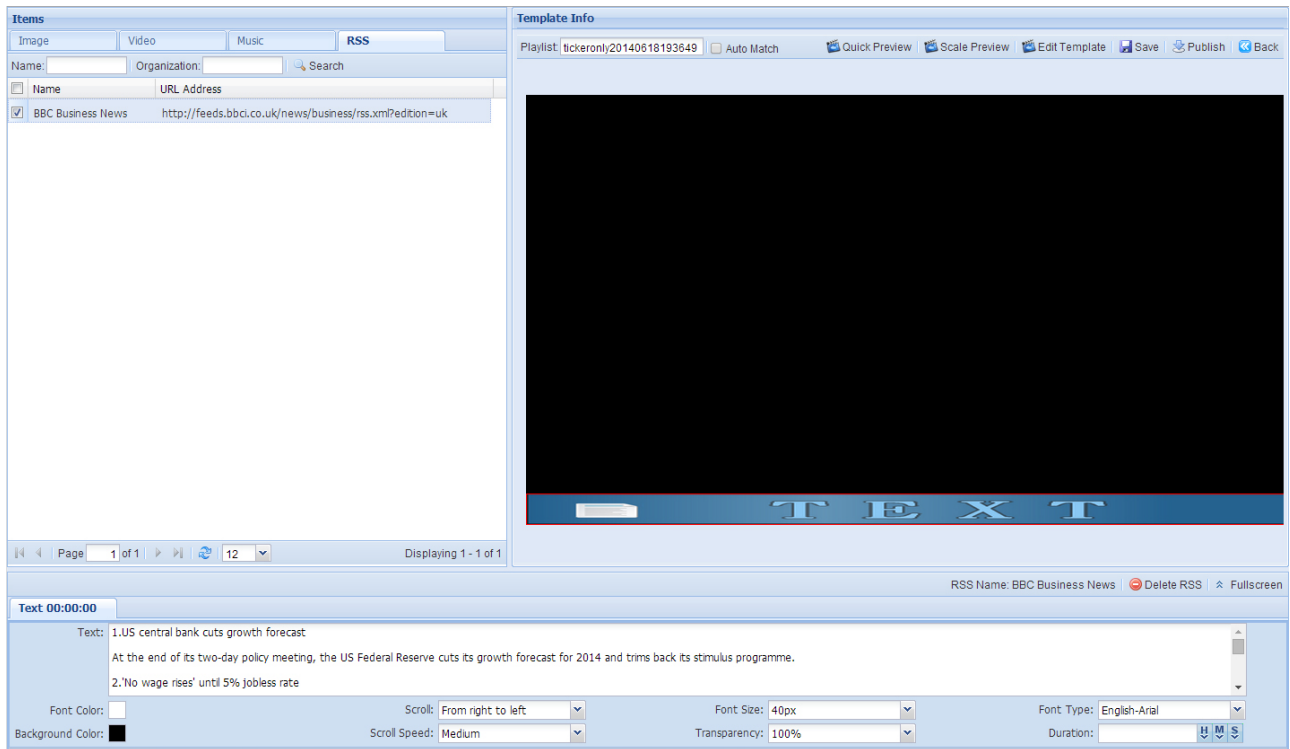 Items
Image Video Music RSS
Name: Organization: Search
Name URL Address
BBC Business News http://feeds.bbci.co.uk/news/business/rss.xml?edition=uk
Page 1 of 1 12 Displaying 1 - 1 of 1
Template Info
Playlist: tickeronly20140618193649 Auto Match Quick Preview Scale Preview Edit Template Save Publish Back
TEXT
RSS Name: BBC Business News Delete RSS Fullscreen
Text 00:00:00
Text: 1.US central bank cuts growth forecast
At the end of its two-day policy meeting, the US Federal Reserve cuts its growth forecast for 2014 and trims back its stimulus programme.
2.'No wage rises' until 5% jobless rate
Font Color: Scroll: From right to left Font Size: 40px Font Type: English-Arial
Background Color: Scroll Speed: Medium Transparency: 100% Duration: H M S